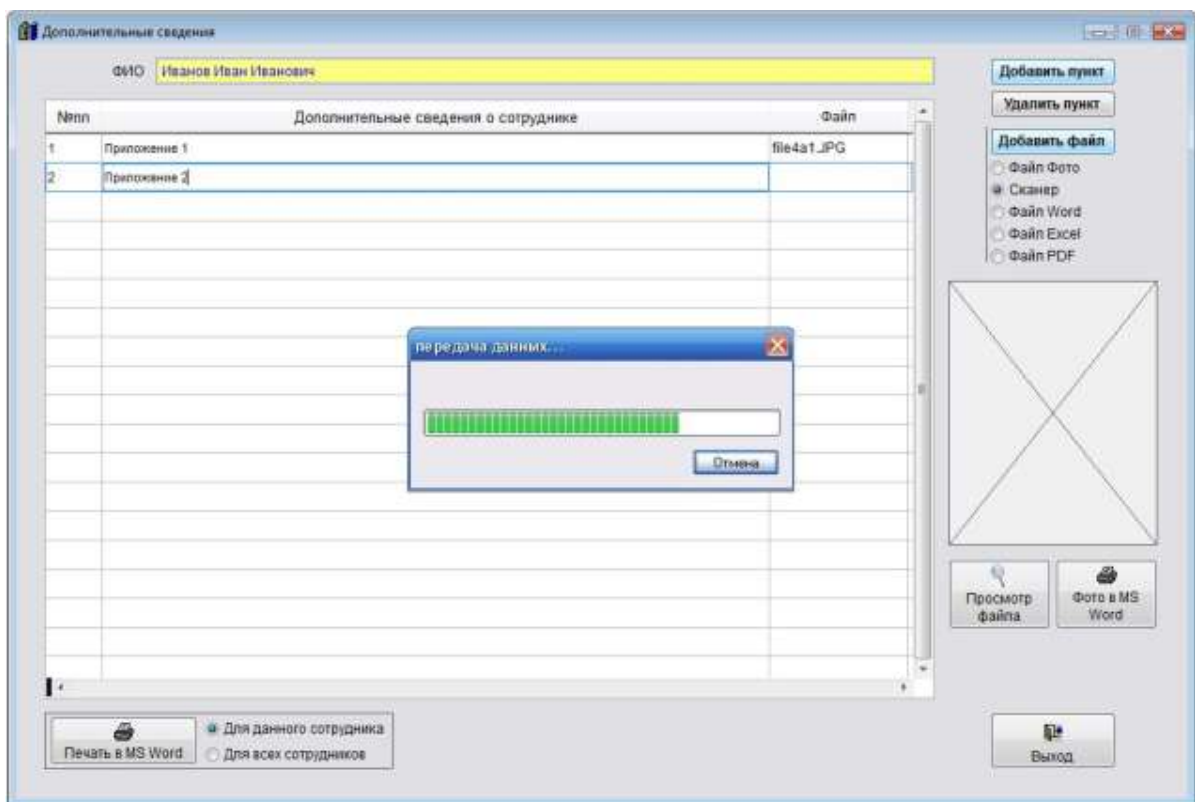 Дополнительные сведения
ФИО Иванов Иван Иванович
Добавить пункт
Удалить пункт
№пп Дополнительные сведения о сотруднике Файл
1 Приложение 1 file4a1.JPG
2 Приложение 2
Добавить файл
Файл Фото
Сканер
Файл Word
Файл Excel
Файл PDF
передача данных...
Отмена
Просмотр
файла
Фото в MS
Word
Печать в MS Word
Для данного сотрудника
Для всех сотрудников
Выход